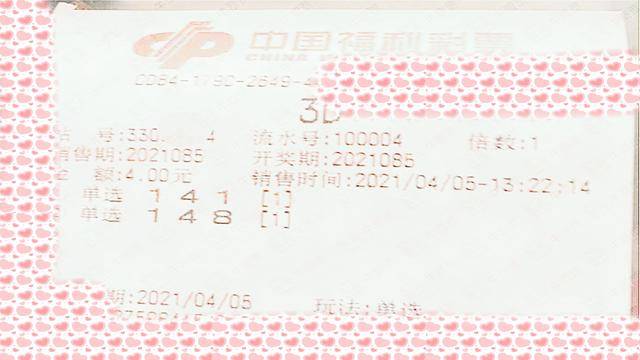 中国福利彩票
CHINA
3D
号:330 4 流水号:100004 倍数:1
销售期:2021085 开奖期:2021085
额:4.00元 销售时间:2021/04/05-13:22:14
单选 1 4 1 [1]
单选 1 4 8 [1]
期:2021/04/05 玩法:单选